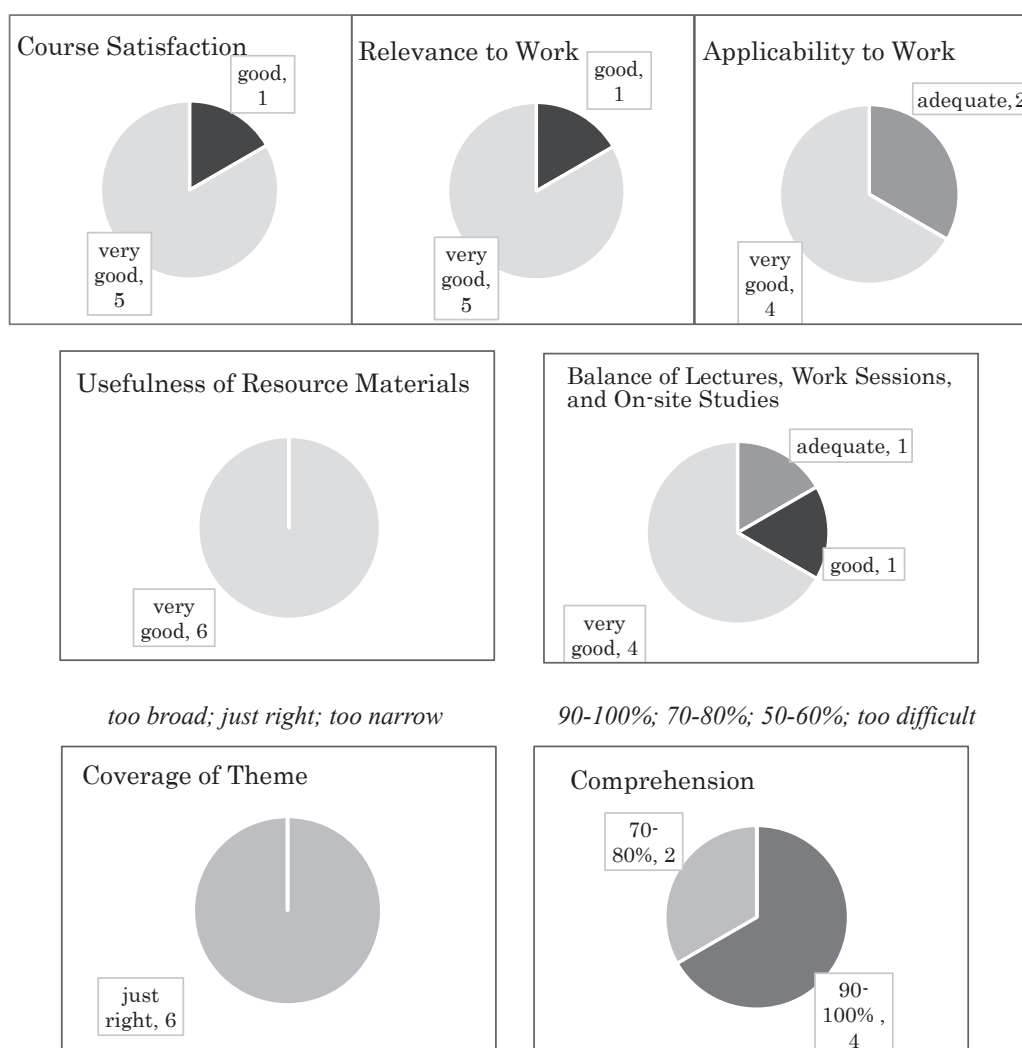 Course Satisfaction
good,
1
very
good,
5
Relevance to Work
good,
1
very
good,
5
Applicability to Work
adequate, 2
very
good,
4
Usefulness of Resource Materials
very
good, 6
Balance of Lectures, Work Sessions,
and On-site Studies
adequate, 1
good, 1
very
good, 4
too broad; just right; too narrow
90-100%; 70-80%; 50-60%; too difficult
Coverage of Theme
just
right, 6
Comprehension
70-
80%, 2
90-
100% ,
4